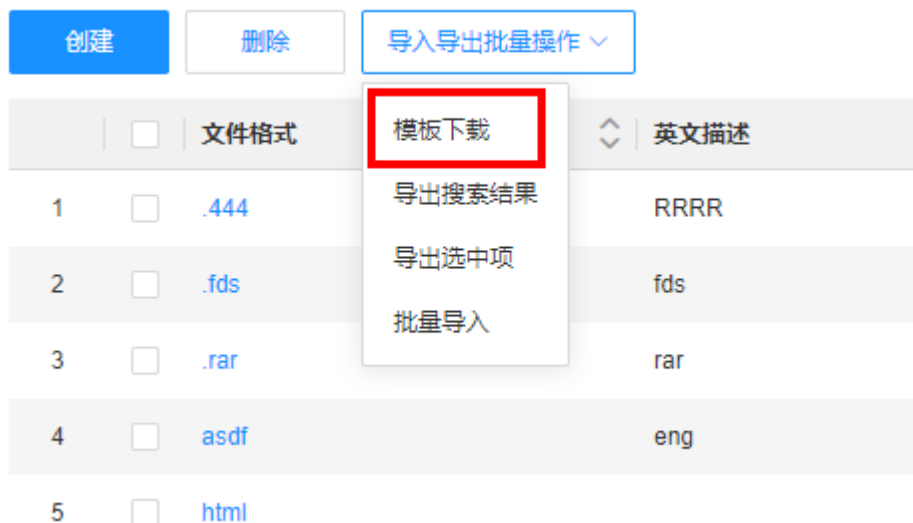 创建 删除 导入导出批量操作
文件格式 模板下载 英文描述
导出搜索结果
导出选中项
批量导入
1 .444 RRRR
2 .fds fds
3 .rar rar
4 asdf eng
5 html